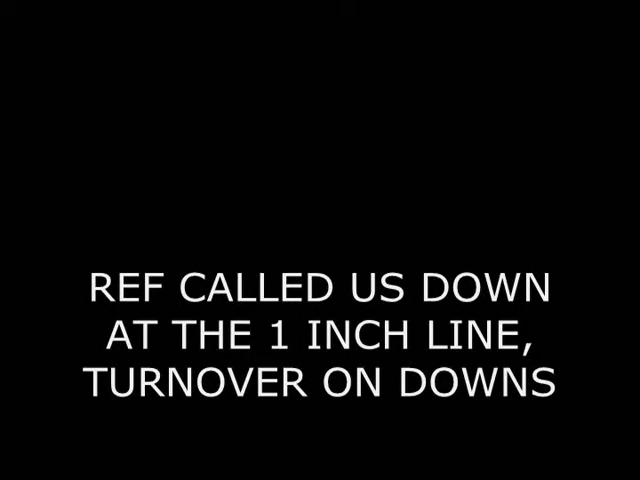 REF CALLED US DOWN
AT THE 1 INCH LINE,
TURNOVER ON DOWNS